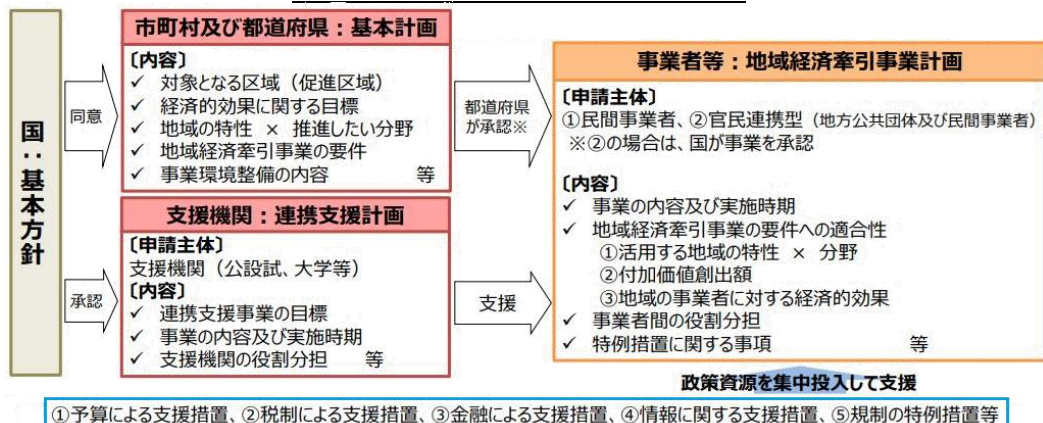 国：基本方針
同意
市町村及び都道府県：基本計画
〔内容〕
✓ 対象となる区域（促進区域）
✓ 経済的効果に関する目標
✓ 地域の特性 × 推進したい分野
✓ 地域経済牽引事業の要件
✓ 事業環境整備の内容 等
承認
支援機関：連携支援計画
〔申請主体〕
支援機関（公設試、大学等）
〔内容〕
✓ 連携支援事業の目標
✓ 事業の内容及び実施時期
✓ 支援機関の役割分担 等
都道府県
が承認※
支援
事業者等：地域経済牽引事業計画
〔申請主体〕
①民間事業者、②官民連携型（地方公共団体及び民間事業者）
※②の場合は、国が事業を承認
〔内容〕
✓ 事業の内容及び実施時期
✓ 地域経済牽引事業の要件への適合性
①活用する地域の特性 × 分野
②付加価値創出額
③地域の事業者に対する経済的効果
✓ 事業者間の役割分担
✓ 特例措置に関する事項 等
政策資源を集中投入して支援
①予算による支援措置、②税制による支援措置、③金融による支援措置、④情報に関する支援措置、⑤規制の特例措置等